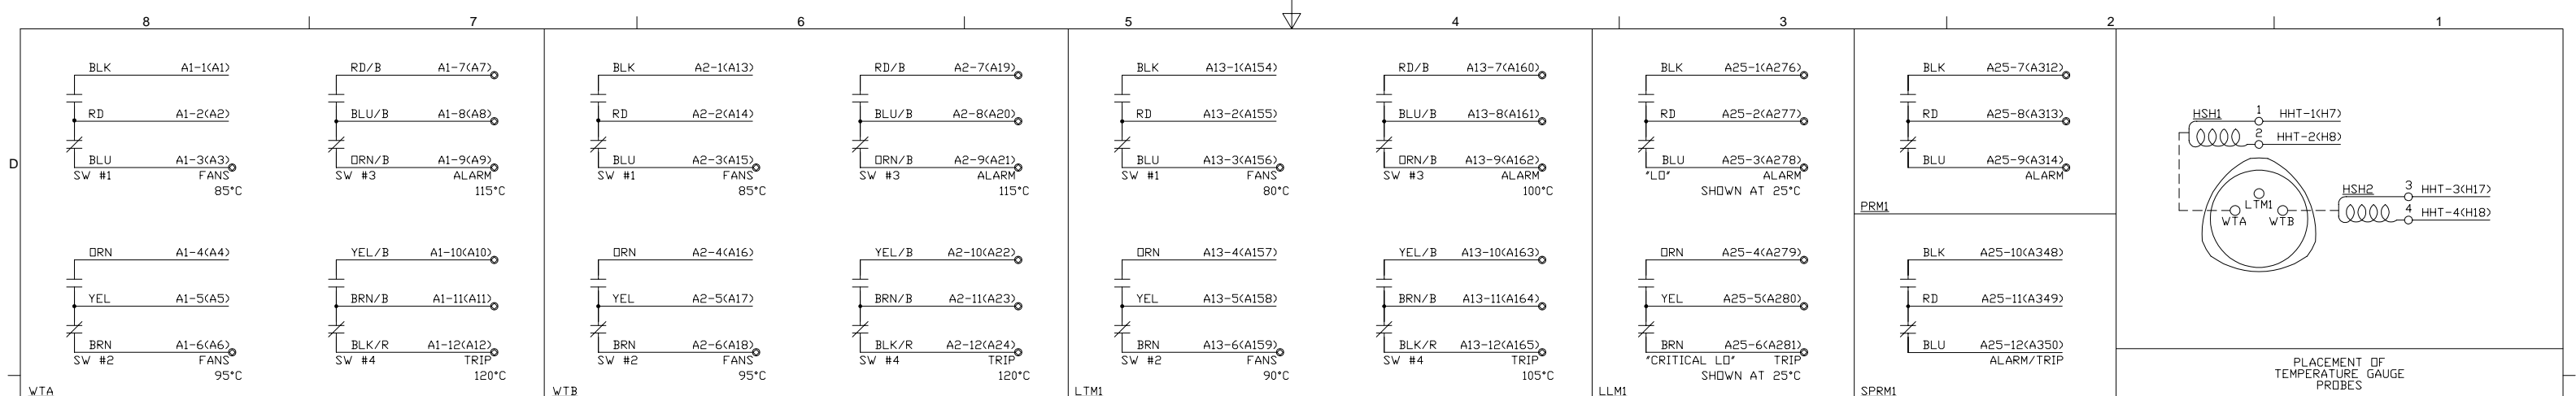 8 7 6 5 4 3 2 1
D
BLK A1-1(A1)
RD A1-2(A2)
BLU A1-3(A3)
SW #1 FANS
85°C
RD/B A1-7(A7)
BLU/B A1-8(A8)
ORN/B A1-9(A9)
SW #3 ALARM
115°C
ORN A1-4(A4)
YEL A1-5(A5)
BRN A1-6(A6)
SW #2 FANS
95°C
YEL/B A1-10(A10)
BRN/B A1-11(A11)
BLK/R A1-12(A12)
SW #4 TRIP
120°C
WTA
BLK A2-1(A13)
RD A2-2(A14)
BLU A2-3(A15)
SW #1 FANS
85°C
RD/B A2-7(A19)
BLU/B A2-8(A20)
ORN/B A2-9(A21)
SW #3 ALARM
115°C
ORN A2-4(A16)
YEL A2-5(A17)
BRN A2-6(A18)
SW #2 FANS
95°C
YEL/B A2-10(A22)
BRN/B A2-11(A23)
BLK/R A2-12(A24)
SW #4 TRIP
120°C
WTB
BLK A13-1(A154)
RD A13-2(A155)
BLU A13-3(A156)
SW #1 FANS
80°C
RD/B A13-7(A160)
BLU/B A13-8(A161)
ORN/B A13-9(A162)
SW #3 ALARM
100°C
ORN A13-4(A157)
YEL A13-5(A158)
BRN A13-6(A159)
SW #2 FANS
90°C
YEL/B A13-10(A163)
BRN/B A13-11(A164)
BLK/R A13-12(A165)
SW #4 TRIP
105°C
LTM1
BLK A25-1(A276)
RD A25-2(A277)
BLU A25-3(A278)
"LO" ALARM
SHOWN AT 25°C
ORN A25-4(A279)
YEL A25-5(A280)
BRN A25-6(A281)
"CRITICAL LO" TRIP
SHOWN AT 25°C
LLM1
BLK A25-7(A312)
RD A25-8(A313)
BLU A25-9(A314)
ALARM
PRM1
BLK A25-10(A348)
RD A25-11(A349)
BLU A25-12(A350)
ALARM/TRIP
SPRM1
HSH1 1 HHT-1(H7)
2 HHT-2(H8)
HSH2 3 HHT-3(H17)
4 HHT-4(H18)
LTM1
WTA WTB
PLACEMENT OF
TEMPERATURE GAUGE
PROBES